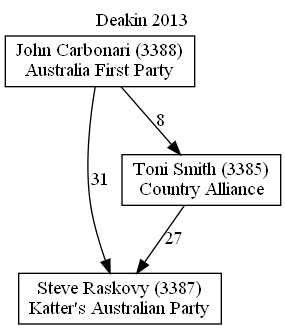 Deakin 2013
John Carbonari (3388)
Australia First Party
8
Toni Smith (3385)
Country Alliance
31
27
Steve Raskovy (3387)
Katter's Australian Party